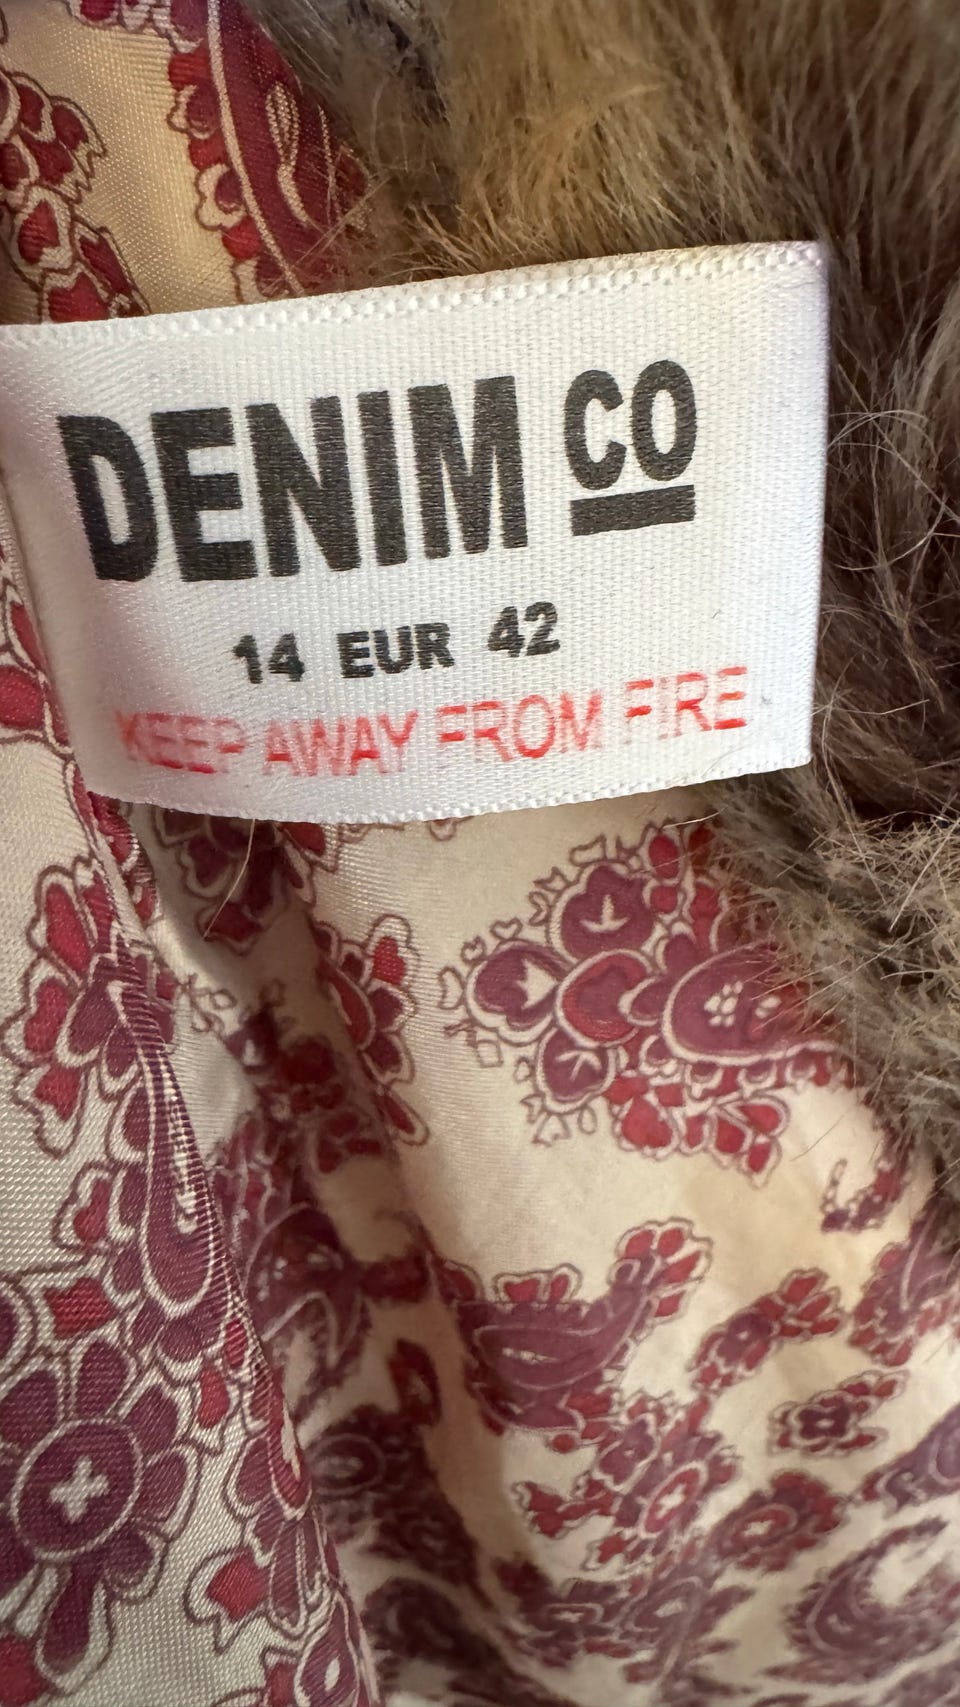 DENIM CO
14 EUR 42
KEEP AWAY FROM FIRE